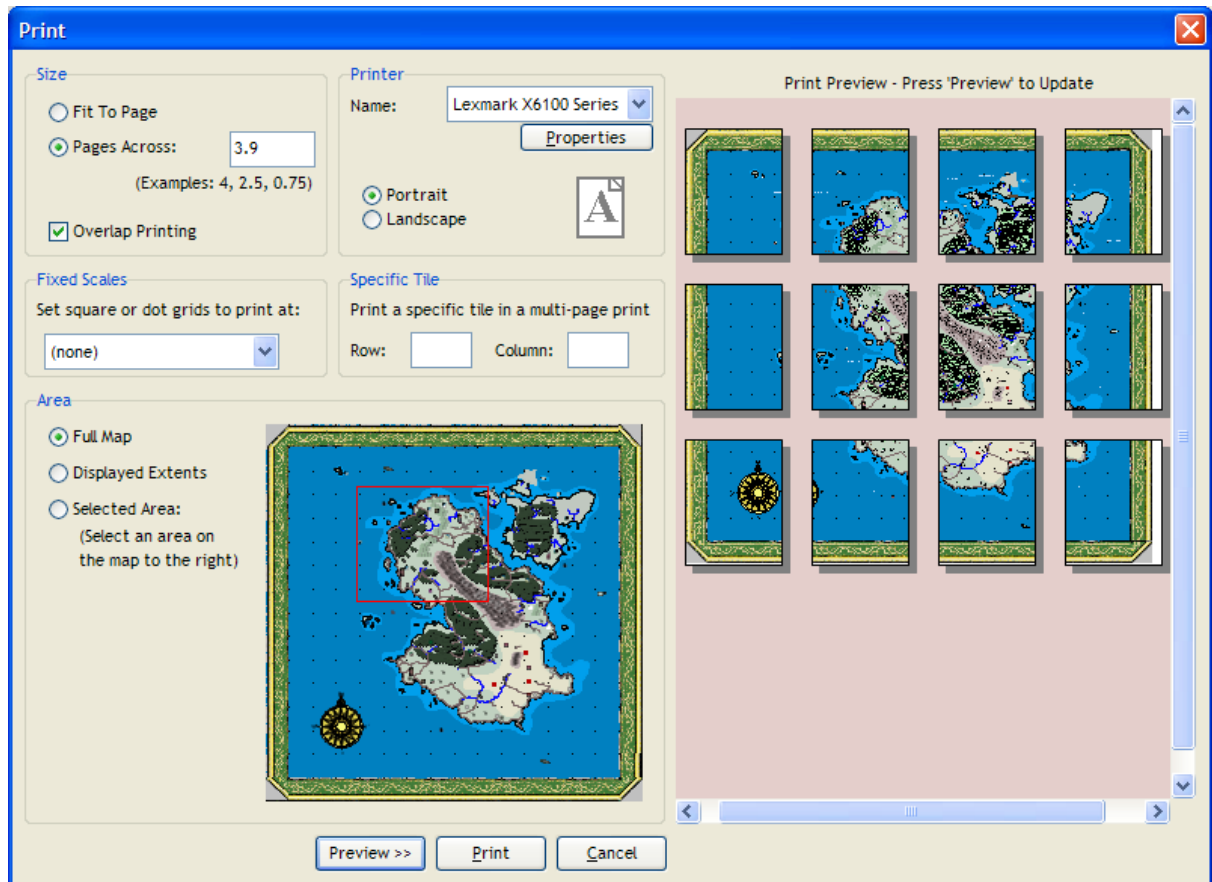 Print
Size
Fit To Page
Pages Across: 3.9
(Examples: 4, 2.5, 0.75)
Overlap Printing
Printer
Name: Lexmark X6100 Series
Properties
Portrait
Landscape
A
Fixed Scales
Set square or dot grids to print at:
(none)
Specific Tile
Print a specific tile in a multi-page print
Row: Column:
Area
Full Map
Displayed Extents
Selected Area:
(Select an area on
the map to the right)
Preview >> Print Cancel
Print Preview - Press 'Preview' to Update